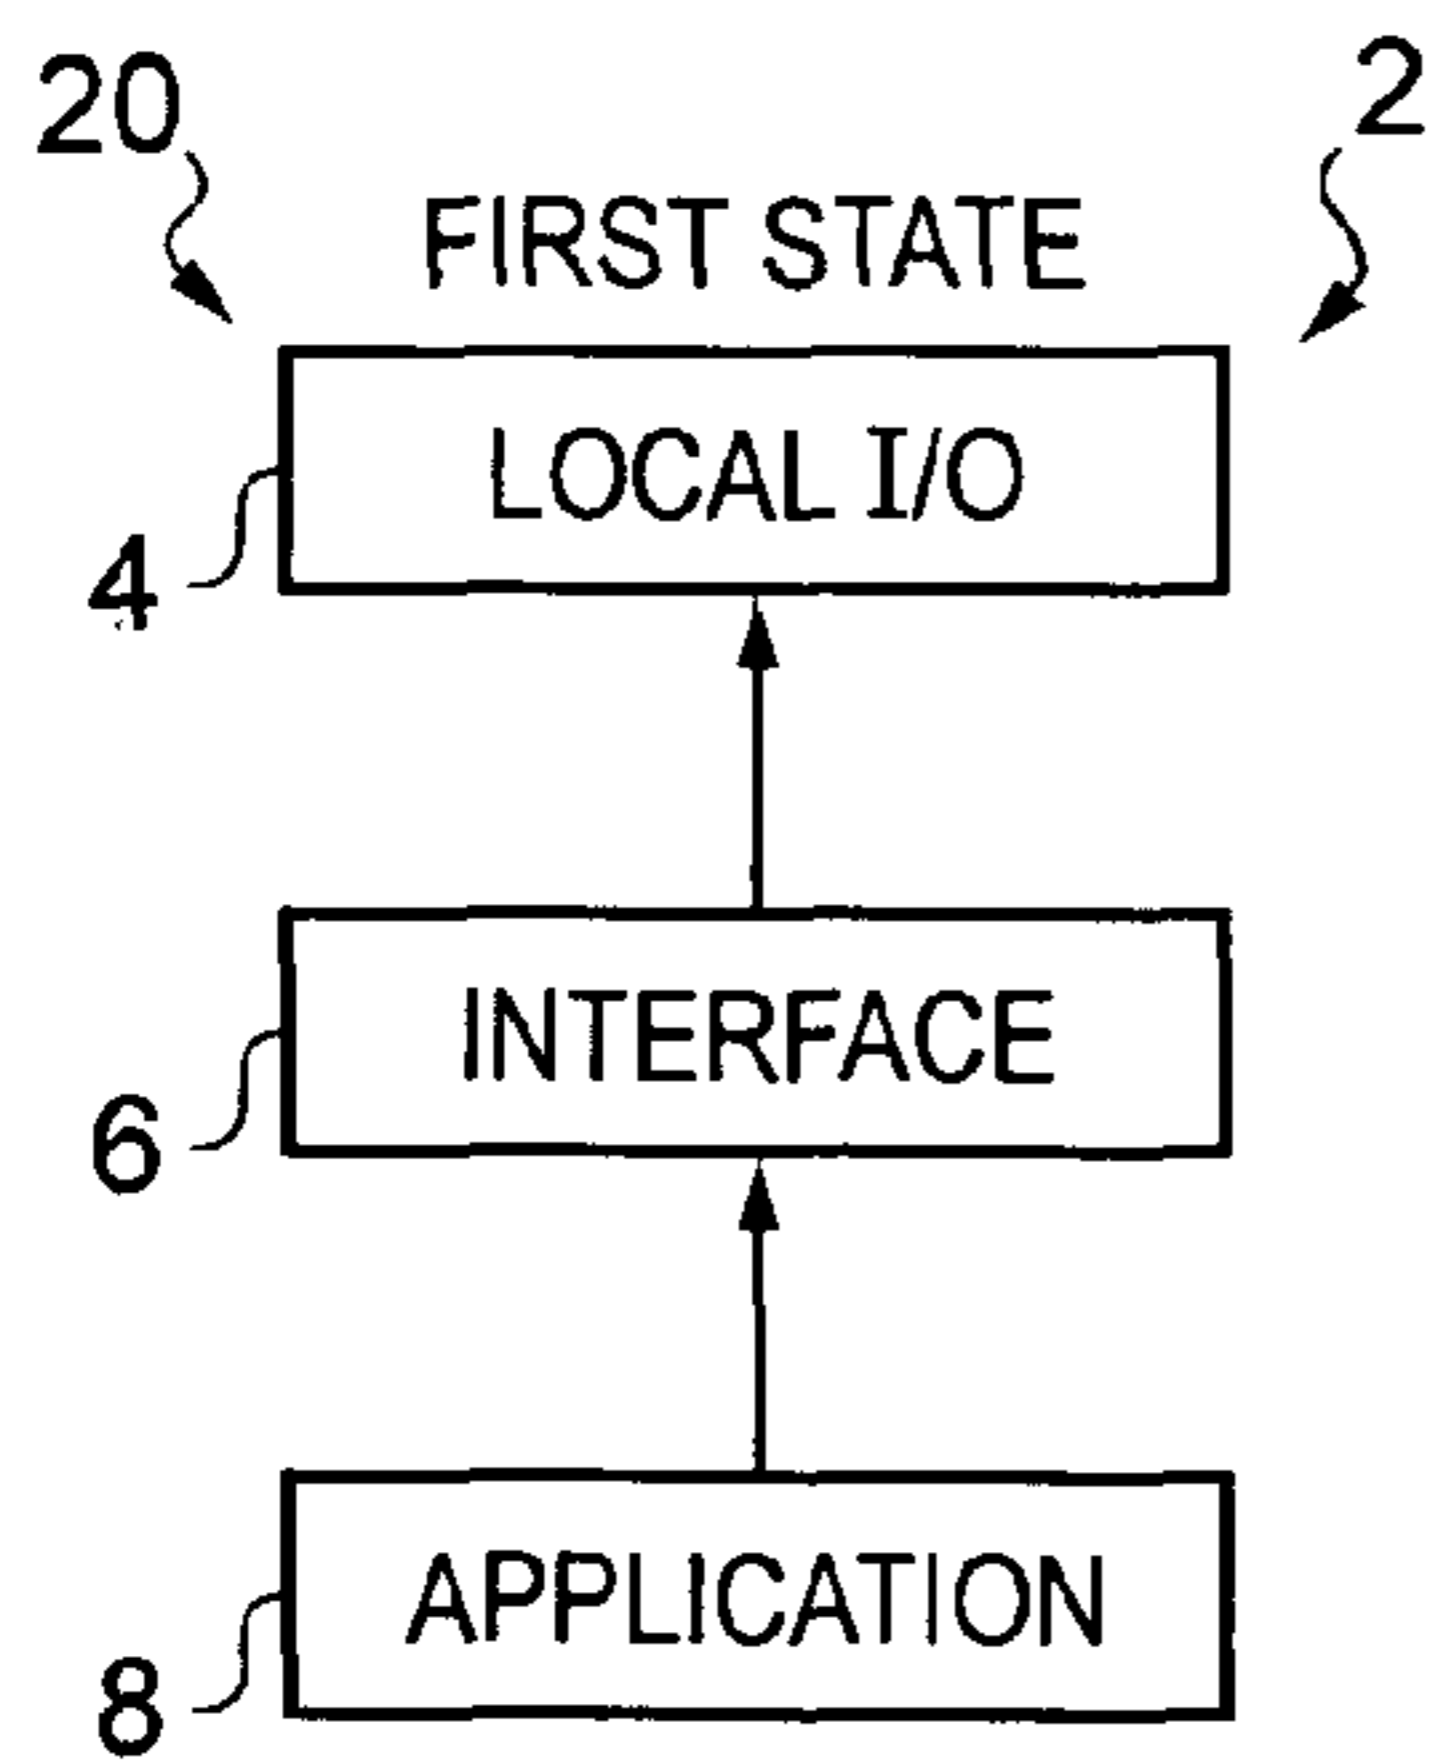 20
2
FIRST STATE
LOCAL I/O
4
INTERFACE
6
APPLICATION
8